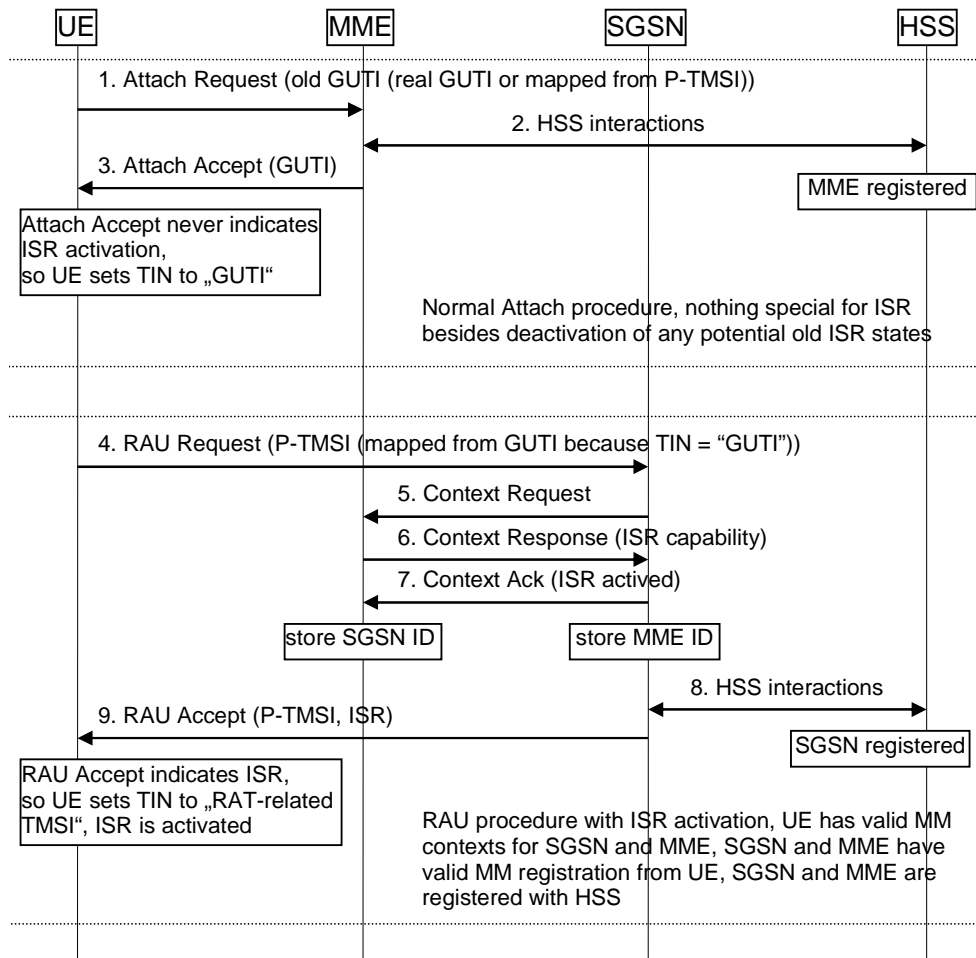 UE MME SGSN HSS
1. Attach Request (old GUTI (real GUTI or mapped from P-TMSI))
2. HSS interactions
3. Attach Accept (GUTI)
MME registered
Attach Accept never indicates
ISR activation,
so UE sets TIN to „GUTI“
Normal Attach procedure, nothing special for ISR
besides deactivation of any potential old ISR states
4. RAU Request (P-TMSI (mapped from GUTI because TIN = “GUTI”))
5. Context Request
6. Context Response (ISR capability)
7. Context Ack (ISR actived)
store SGSN ID
store MME ID
8. HSS interactions
9. RAU Accept (P-TMSI, ISR)
SGSN registered
RAU Accept indicates ISR,
so UE sets TIN to „RAT-related
TMSI“, ISR is activated
RAU procedure with ISR activation, UE has valid MM
contexts for SGSN and MME, SGSN and MME have
valid MM registration from UE, SGSN and MME are
registered with HSS